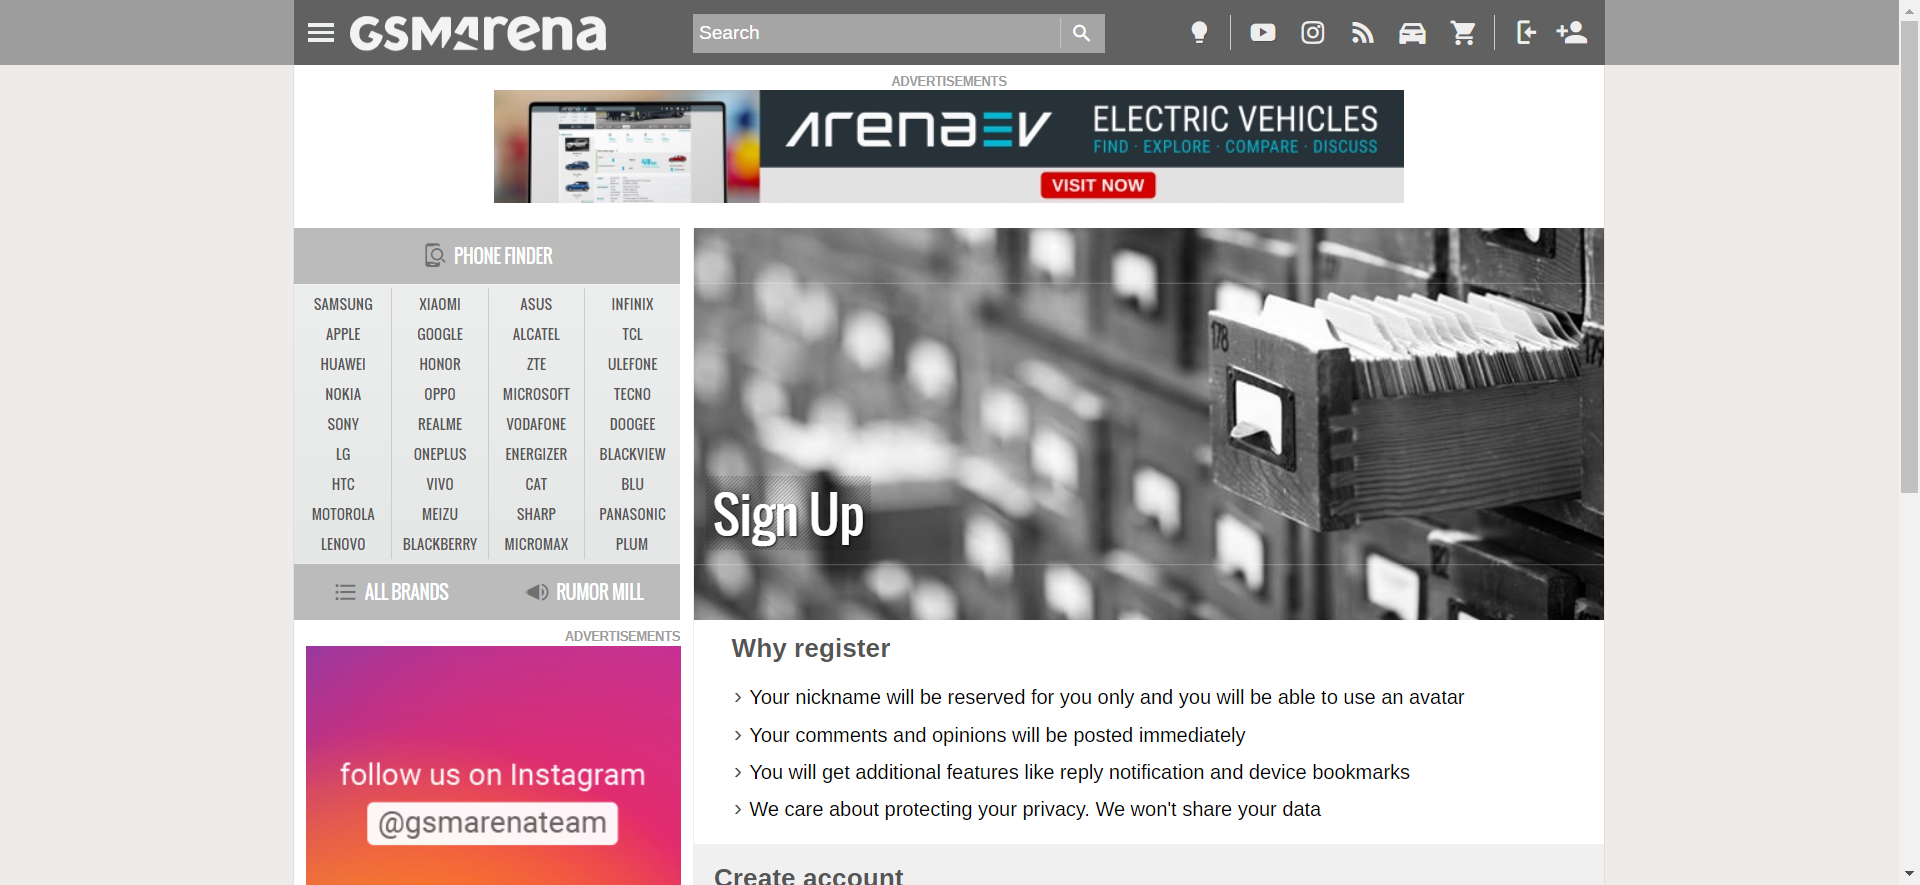 GSMArena
Search
ADVERTISEMENTS
arenaEV
ELECTRIC VEHICLES
FIND · EXPLORE · COMPARE · DISCUSS
VISIT NOW
PHONE FINDER
SAMSUNG XIAOMI ASUS INFINIX
APPLE GOOGLE ALCATEL TCL
HUAWEI HONOR ZTE ULEFONE
NOKIA OPPO MICROSOFT TECNO
SONY REALME VODAFONE DOOGEE
LG ONEPLUS ENERGIZER BLACKVIEW
HTC VIVO CAT BLU
MOTOROLA MEIZU SHARP PANASONIC
LENOVO BLACKBERRY MICROMAX PLUM
ALL BRANDS RUMOR MILL
ADVERTISEMENTS
follow us on Instagram
@gsmarenateam
178
Sign Up
Why register
› Your nickname will be reserved for you only and you will be able to use an avatar
› Your comments and opinions will be posted immediately
› You will get additional features like reply notification and device bookmarks
› We care about protecting your privacy. We won't share your data
Create account